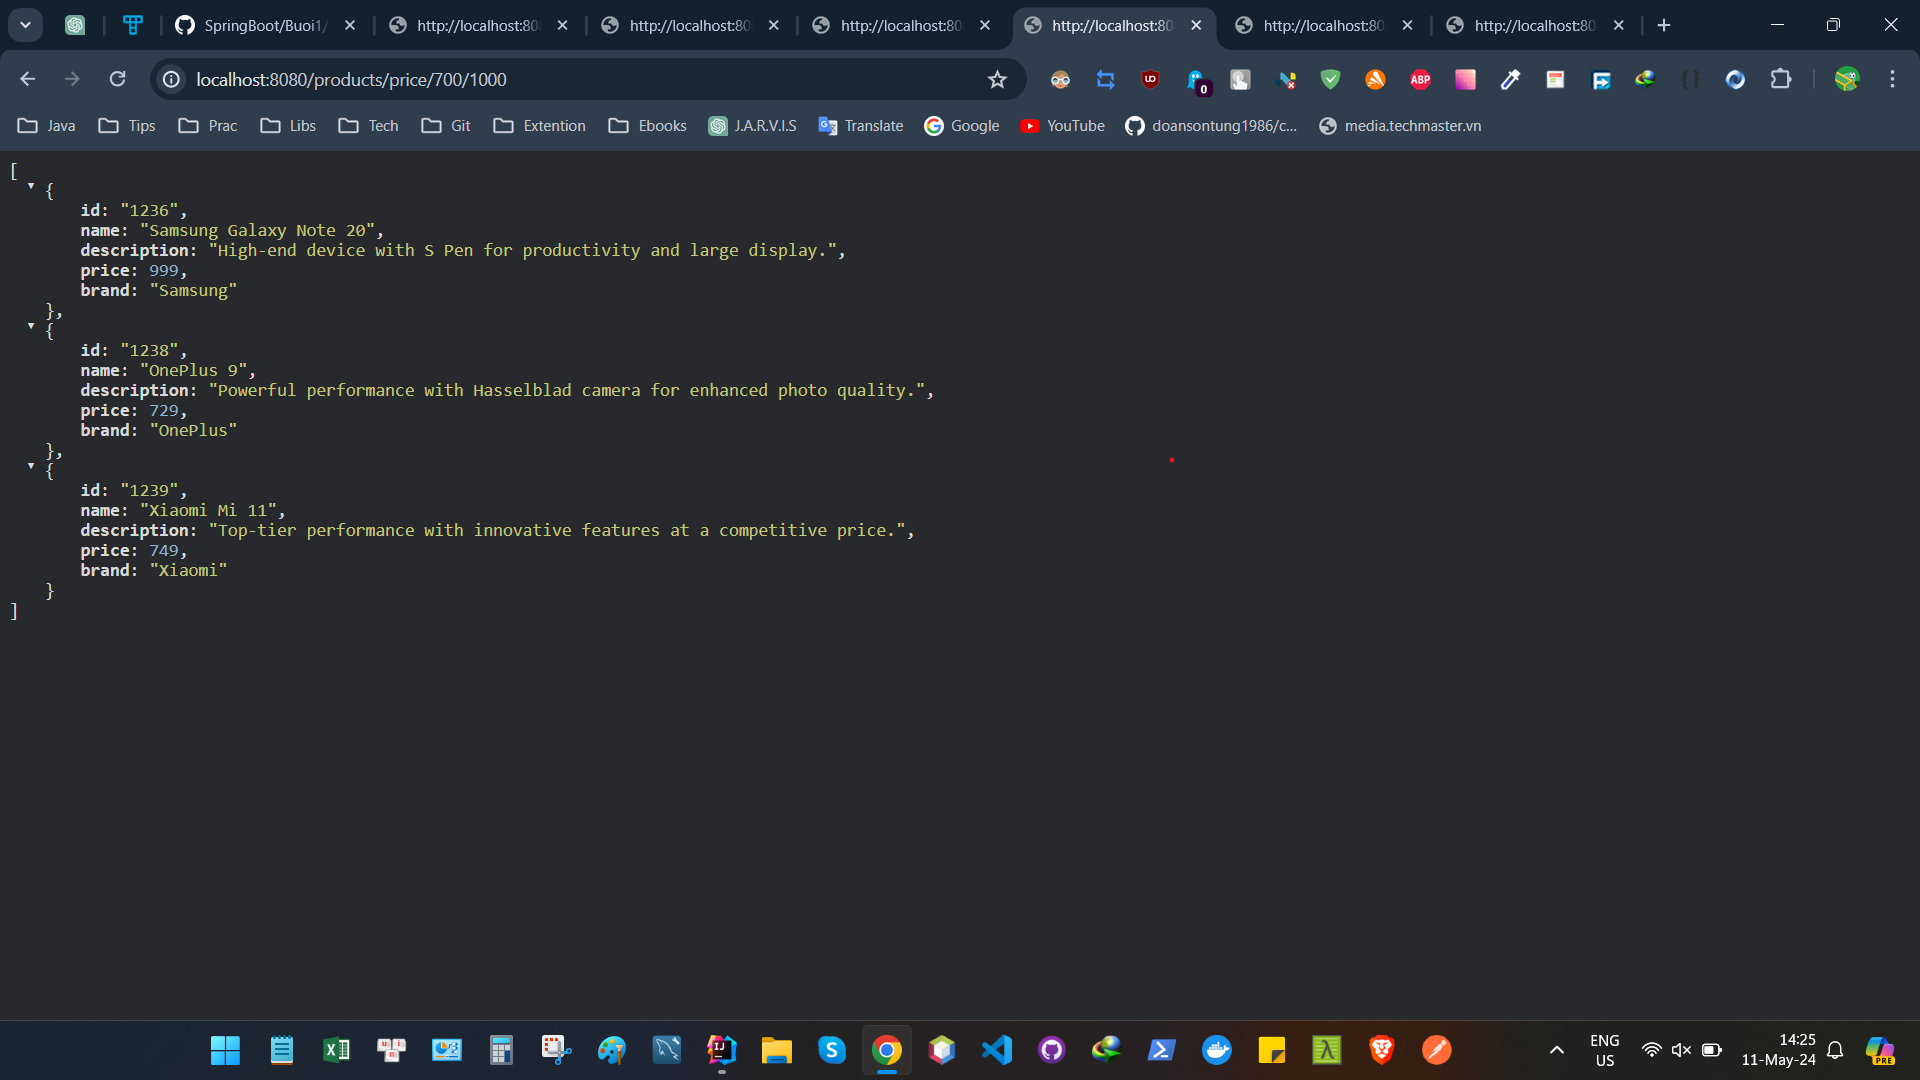 SpringBoot/Buoi1/
http://localhost:80
http://localhost:80
http://localhost:80
http://localhost:80
http://localhost:80
http://localhost:80
localhost:8080/products/price/700/1000
0
ABP
Java
Tips
Prac
Libs
Tech
Git
Extention
Ebooks
J.A.R.V.I.S
Translate
Google
YouTube
doansontung1986/c...
media.techmaster.vn
[
{
id: "1236",
name: "Samsung Galaxy Note 20",
description: "High-end device with S Pen for productivity and large display.",
price: 999,
brand: "Samsung"
},
{
id: "1238",
name: "OnePlus 9",
description: "Powerful performance with Hasselblad camera for enhanced photo quality.",
price: 729,
brand: "OnePlus"
},
{
id: "1239",
name: "Xiaomi Mi 11",
description: "Top-tier performance with innovative features at a competitive price.",
price: 749,
brand: "Xiaomi"
}
]
ENG
US
14:25
11-May-24
PRE